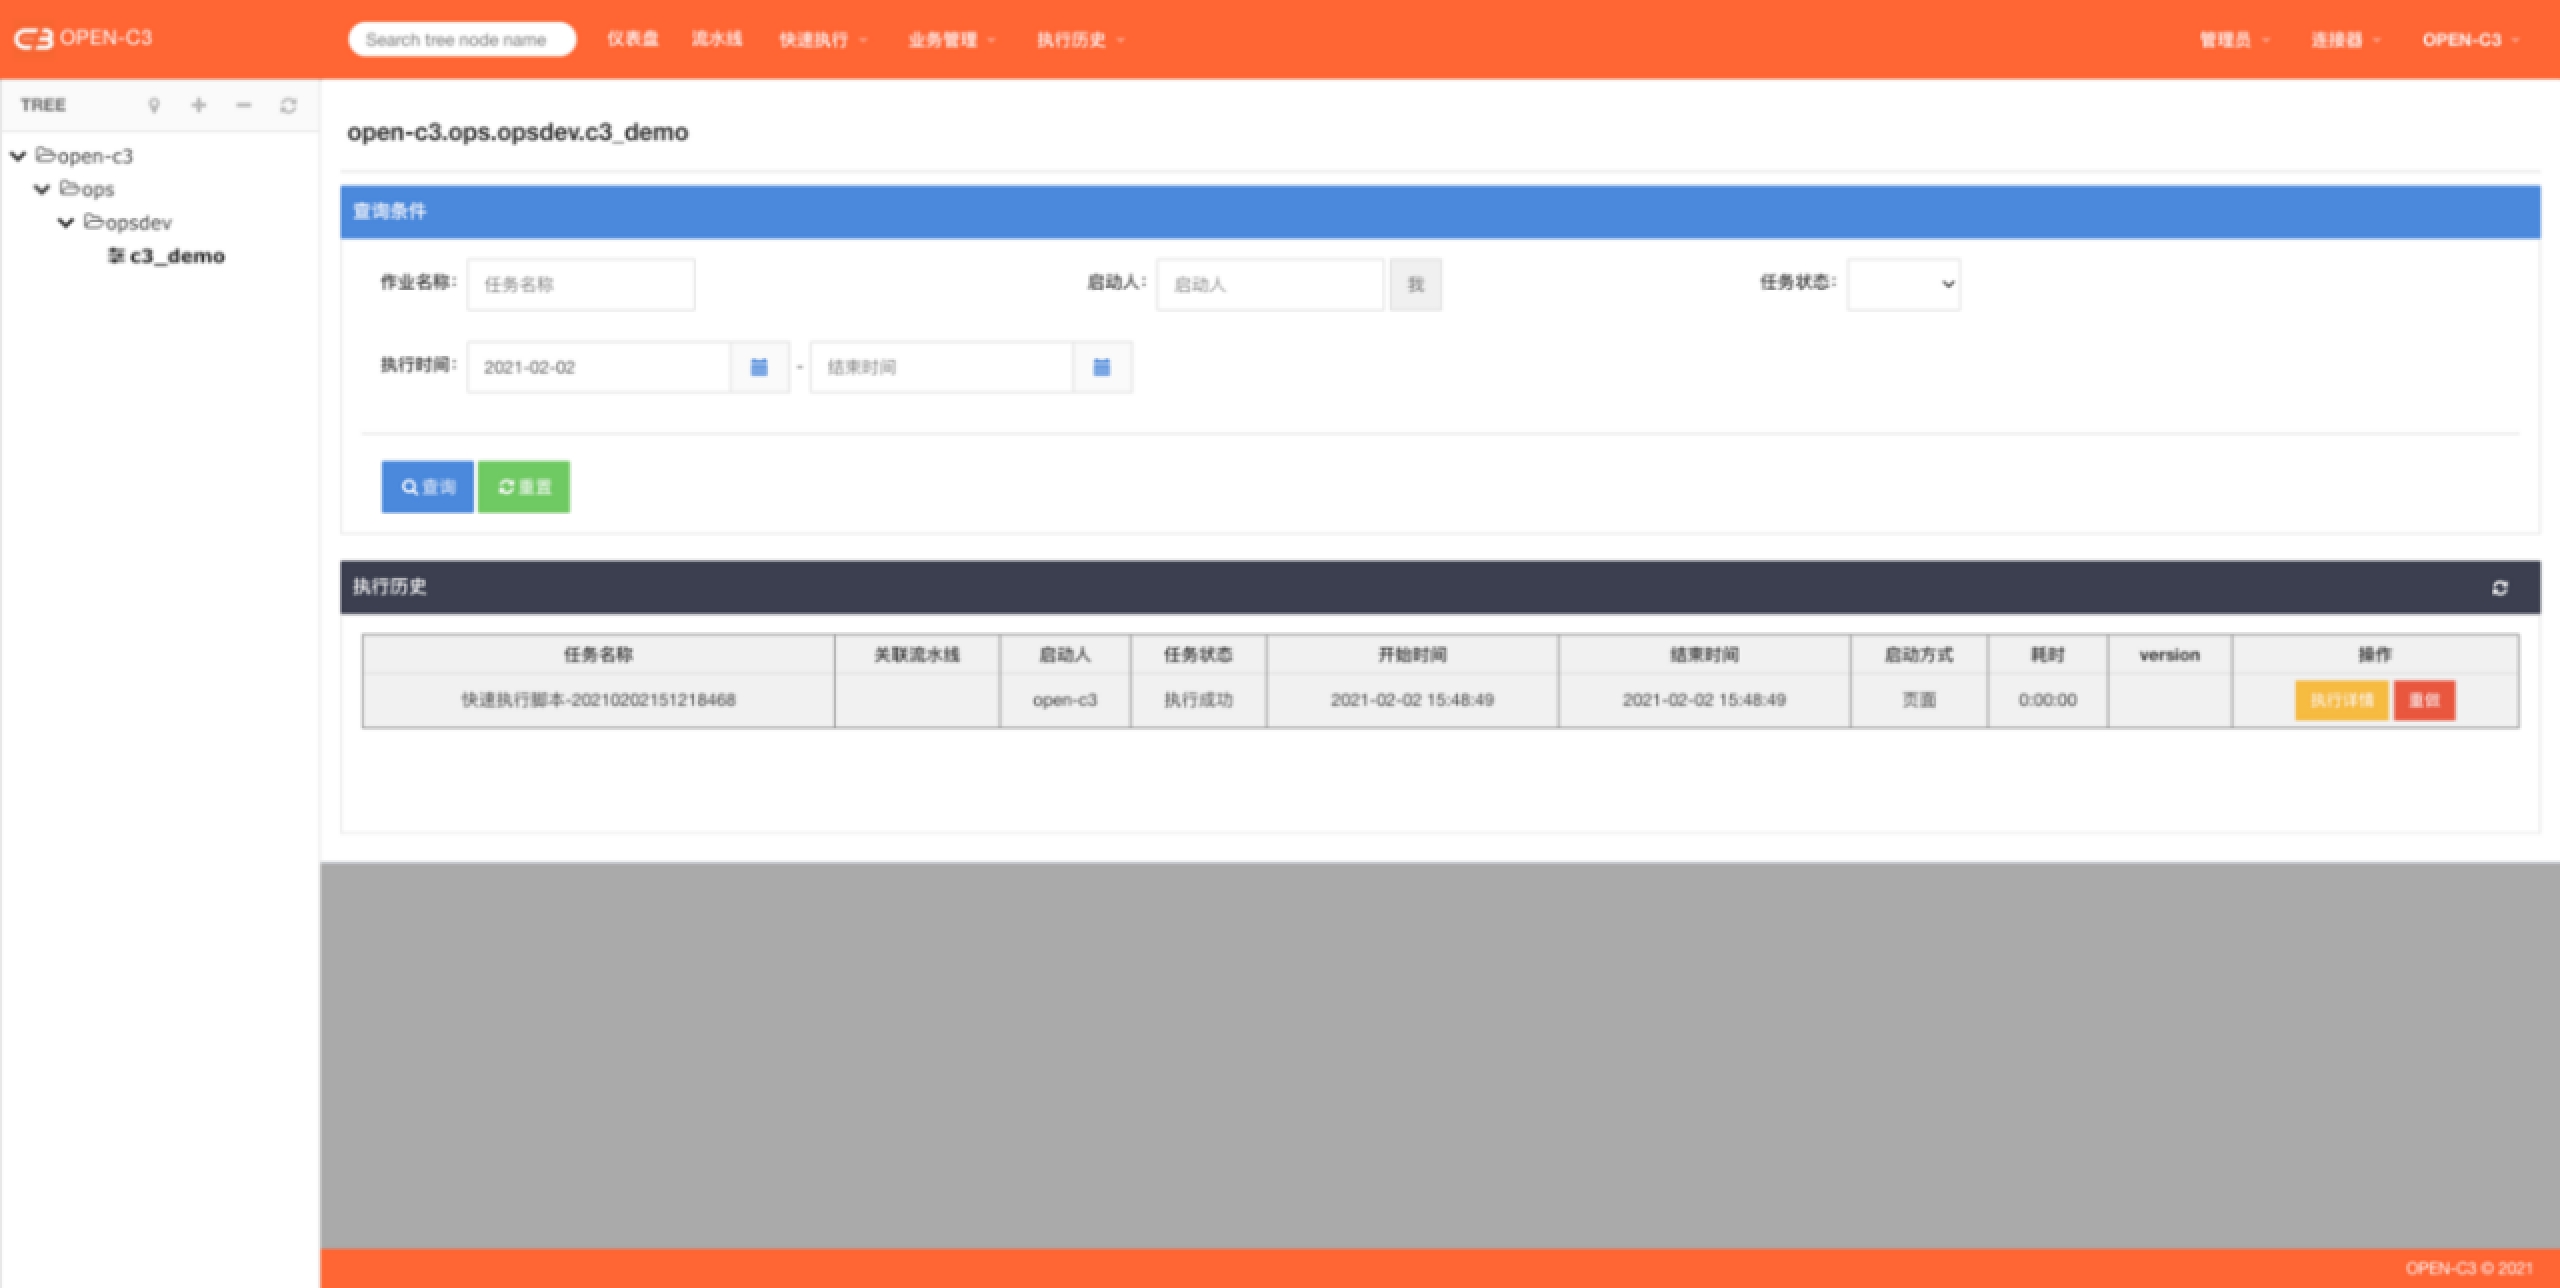 C3 OPEN-C3
Search tree node name 仪表盘 流水线 快速执行 业务管理 执行历史 管理员 连接器 OPEN-C3
TREE
open-c3
ops
opsdev
c3_demo
open-c3.ops.opsdev.c3_demo
查询条件
作业名称: 任务名称 启动人: 启动人 我 任务状态:
执行时间: 2021-02-02 - 结束时间
查询 重置
执行历史
任务名称 关联流水线 启动人 任务状态 开始时间 结束时间 启动方式 耗时 version 操作
快速执行脚本-20210202151218468 open-c3 执行成功 2021-02-02 15:48:49 2021-02-02 15:48:49 页面 0:00:00 执行详情 重做
OPEN-C3 © 2021